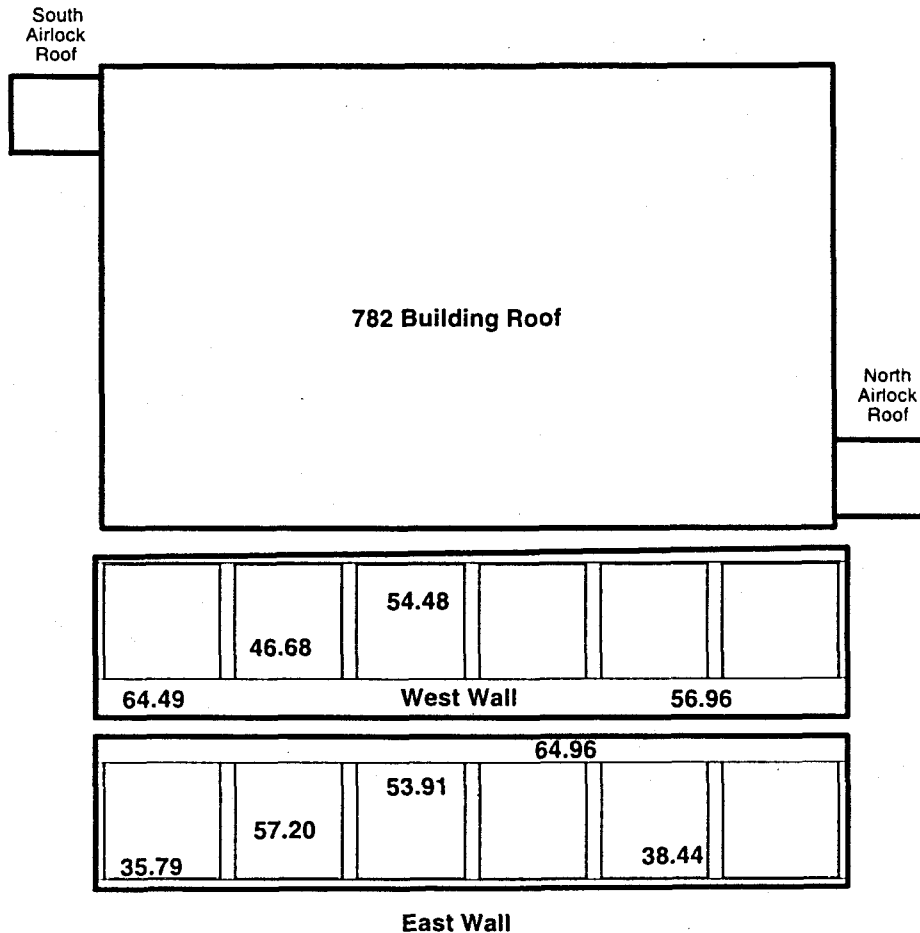 South
Airlock
Roof
782 Building Roof
North
Airlock
Roof
54.48
46.68
64.49 West Wall 56.96
64.96
53.91
57.20
38.44
35.79
East Wall